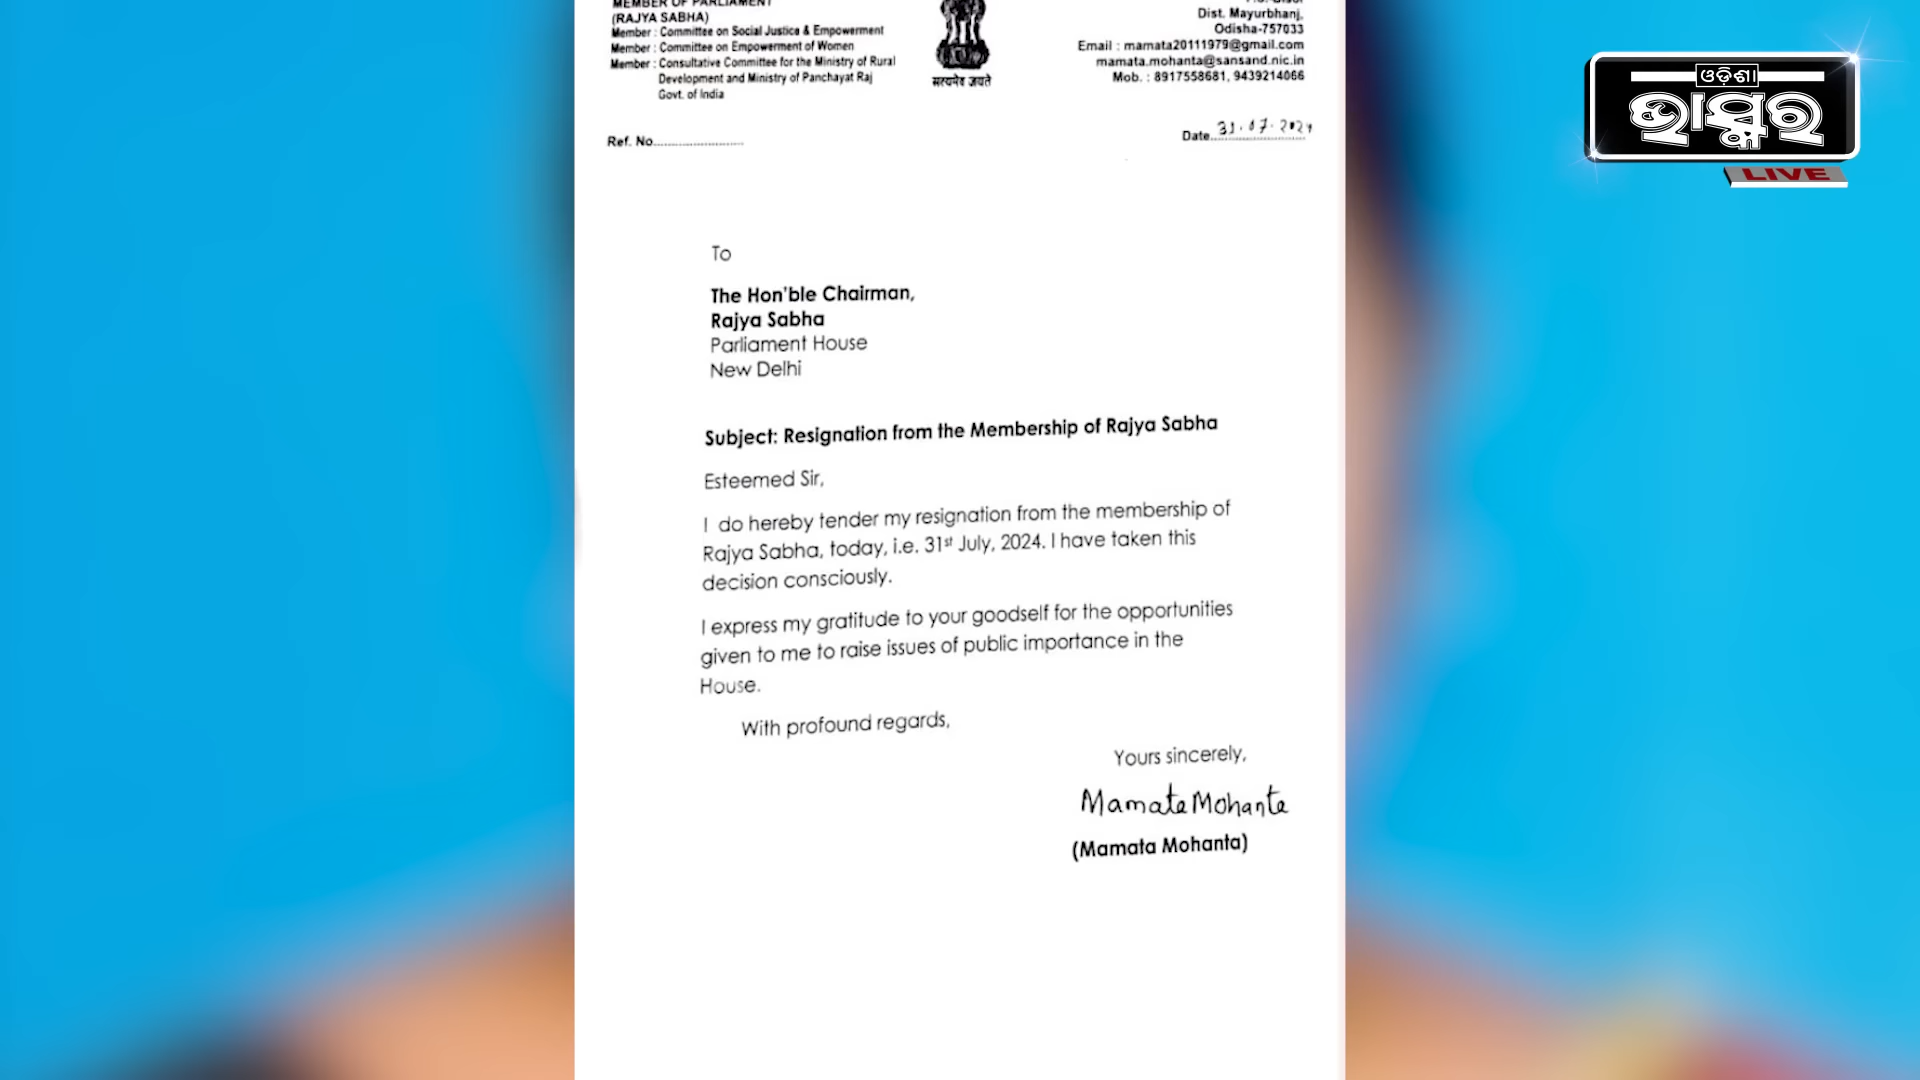 MEMBER OF PARLIAMENT
(RAJYA SABHA)
Member : Committee on Social Justice & Empowerment
Member : Committee on Empowerment of Women
Member : Consultative Committee for the Ministry of Rural
Development and Ministry of Panchayat Raj
Govt. of India
सत्यमेव जयते
Dist. Mayurbhanj,
Odisha-757033
Email : mamata20111979@gmail.com
mamata.mohanta@sansand.nic.in
Mob. : 8917558681, 9439214066
ଓଡ଼ିଶା
ଭାସ୍କର
LIVE
Ref. No.........................
Date..31.07.2024
To
The Hon'ble Chairman,
Rajya Sabha
Parliament House
New Delhi
Subject: Resignation from the Membership of Rajya Sabha
Esteemed Sir,
I do hereby tender my resignation from the membership of
Rajya Sabha, today, i.e. 31st July, 2024. I have taken this
decision consciously.
I express my gratitude to your goodself for the opportunities
given to me to raise issues of public importance in the
House.
With profound regards,
Yours sincerely,
Mamata Mohanta
(Mamata Mohanta)